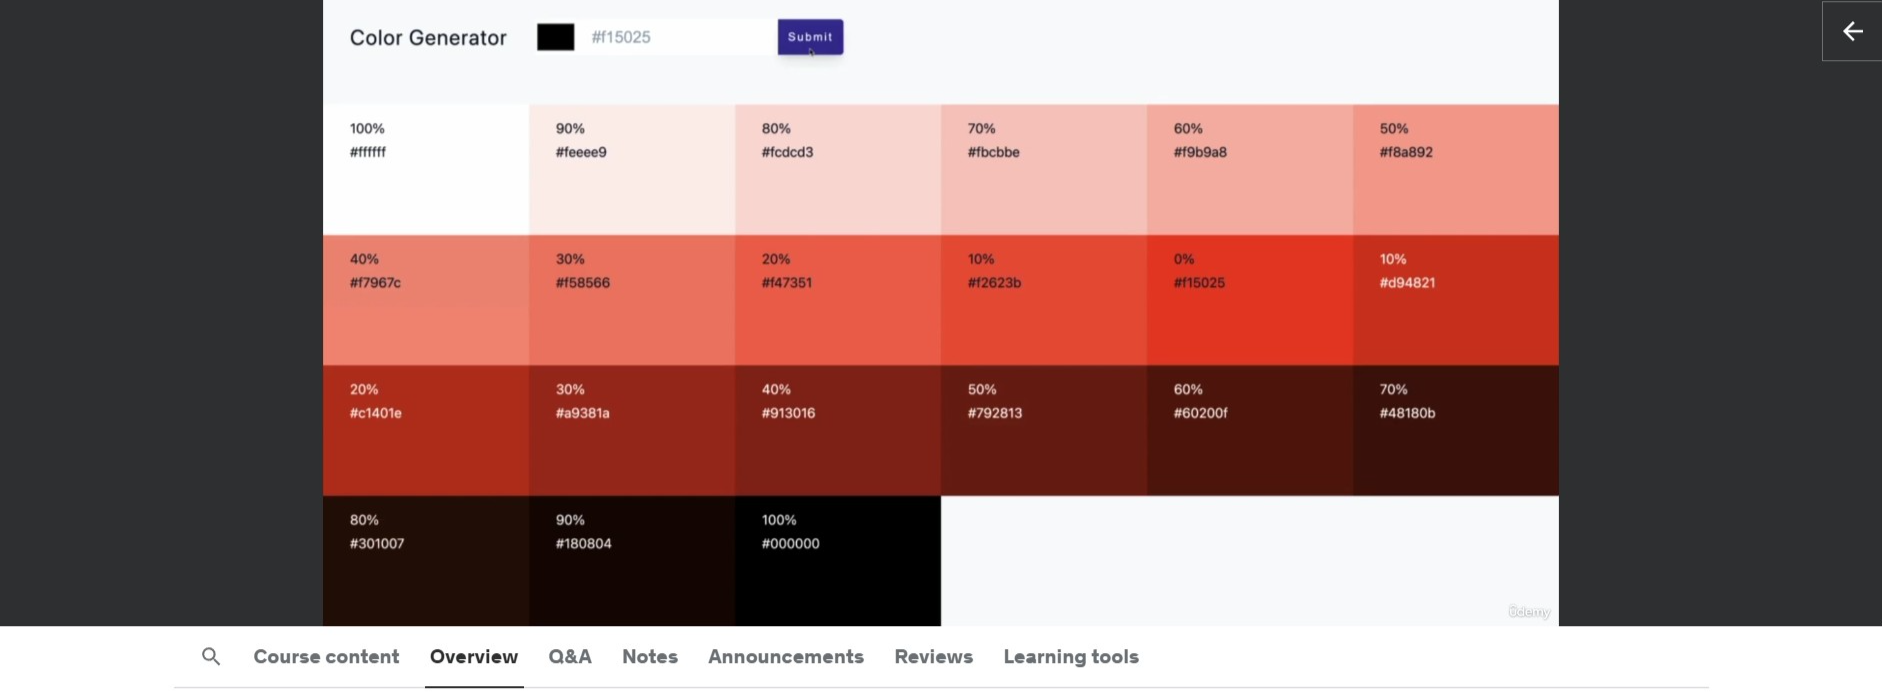 Color Generator #f15025 Submit
100% 90% 80% 70% 60% 50%
#ffffff #feeee9 #fcdcd3 #fbcbbe #f9b9a8 #f8a892
40% 30% 20% 10% 0% 10%
#f7967c #f58566 #f47351 #f2623b #f15025 #d94821
20% 30% 40% 50% 60% 70%
#c1401e #a9381a #913016 #792813 #60200f #48180b
80% 90% 100%
#301007 #180804 #000000
ûdemy
Course content Overview Q&A Notes Announcements Reviews Learning tools